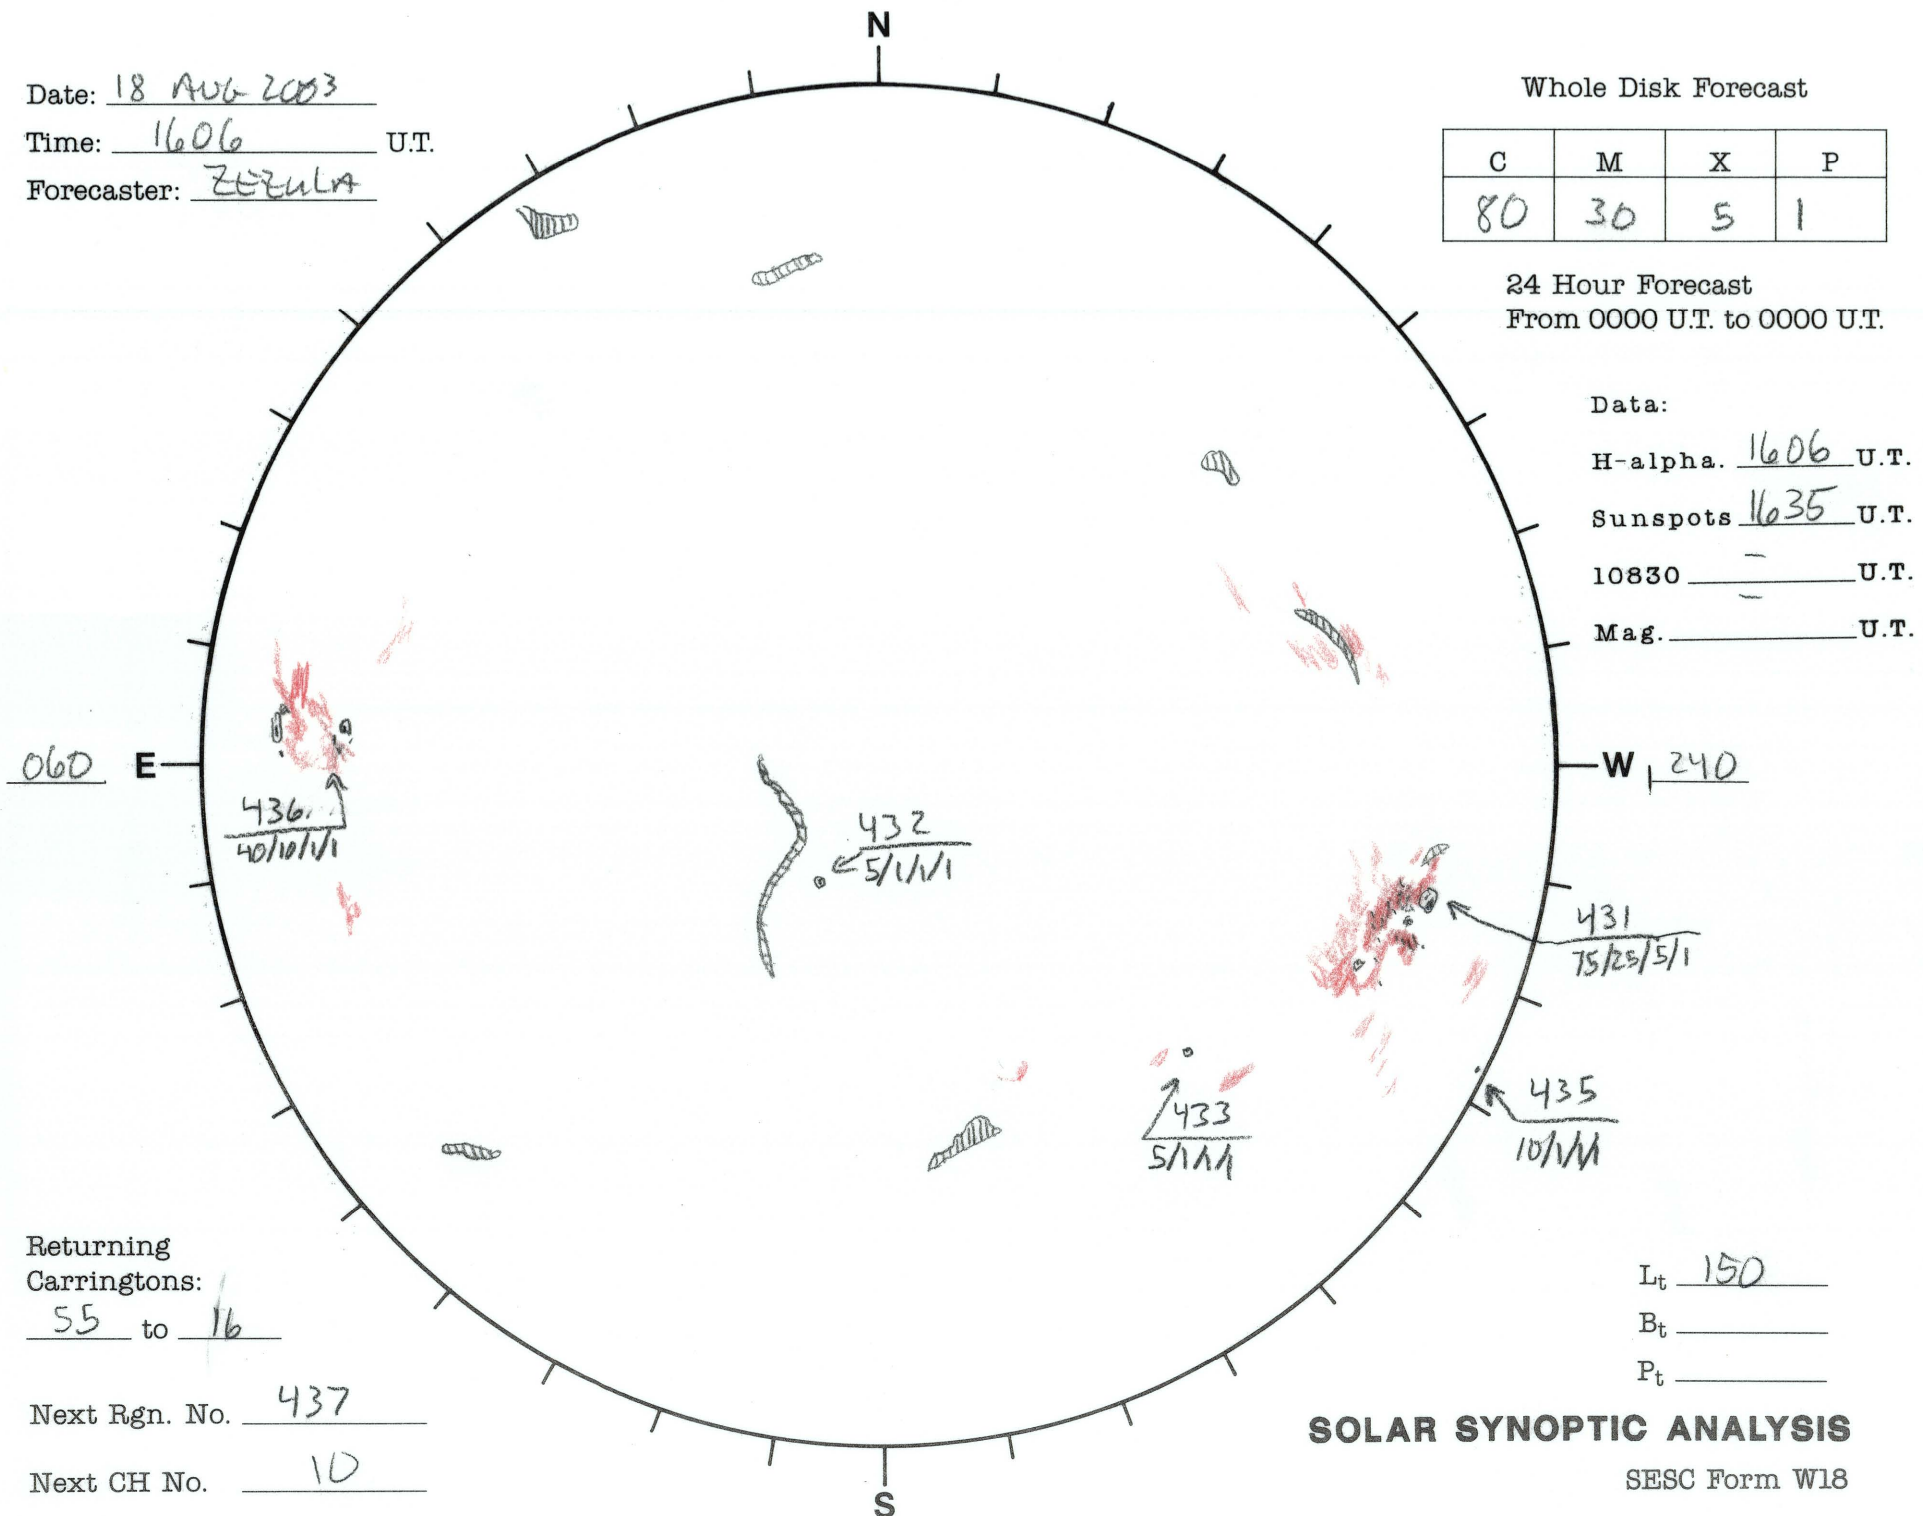 N
Date: 18 AUG 2003
Time: 1606 U.T.
Forecaster: ZEZULA
Whole Disk Forecast
C M X P
80 30 5 1
24 Hour Forecast
From 0000 U.T. to 0000 U.T.
Data:
H-alpha. 1606 U.T.
Sunspots 1635 U.T.
10830 — U.T.
Mag. — U.T.
060 E
W 240
436
40/10/1/1
432
5/1/1/1
431
75/25/5/1
433
5/1/1/1
435
10/1/1/1
Returning
Carringtons:
55 to 16
Next Rgn. No. 437
Next CH No. 10
Lt 150
Bt
Pt
SOLAR SYNOPTIC ANALYSIS
SESC Form W18
S